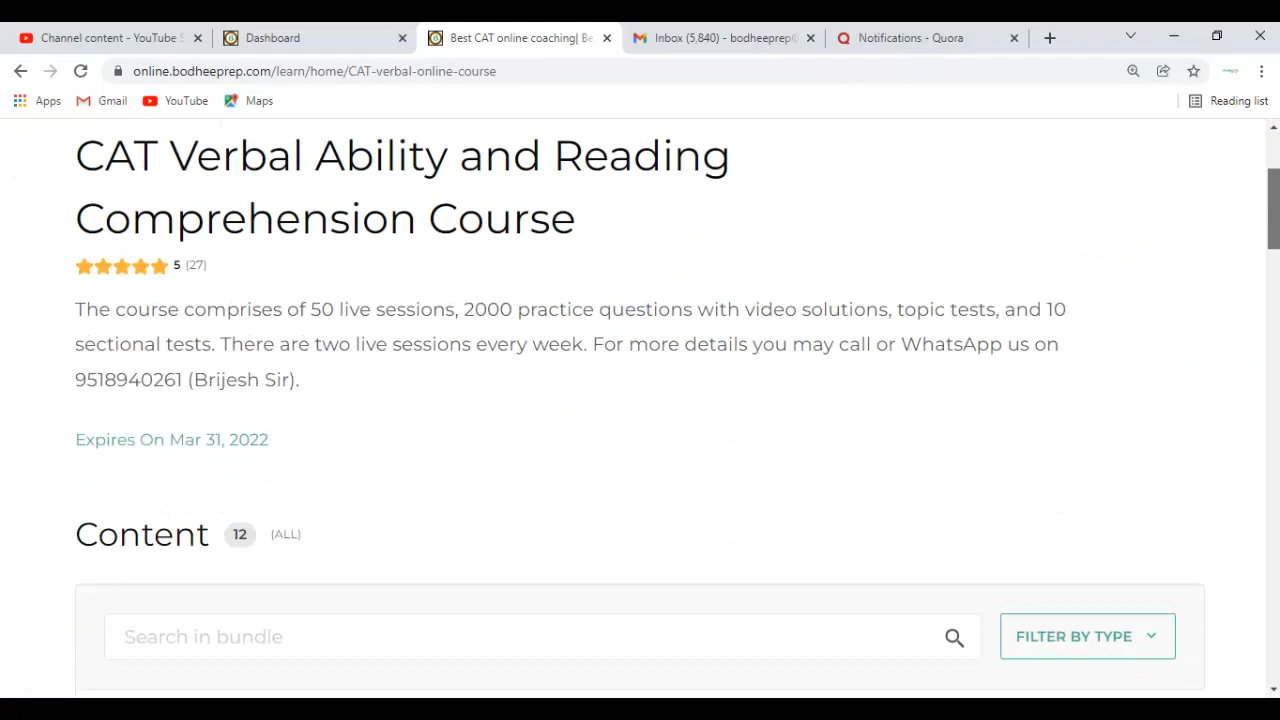 Channel content - YouTube S
Dashboard
Best CAT online coaching| Be
Inbox (5,840) - bodheeprep@
Notifications - Quora
online.bodheeprep.com/learn/home/CAT-verbal-online-course
Apps
Gmail
YouTube
Maps
Reading list
CAT Verbal Ability and Reading
Comprehension Course
5 (27)
The course comprises of 50 live sessions, 2000 practice questions with video solutions, topic tests, and 10
sectional tests. There are two live sessions every week. For more details you may call or WhatsApp us on
9518940261 (Brijesh Sir).
Expires On Mar 31, 2022
Content 12 (ALL)
Search in bundle
FILTER BY TYPE